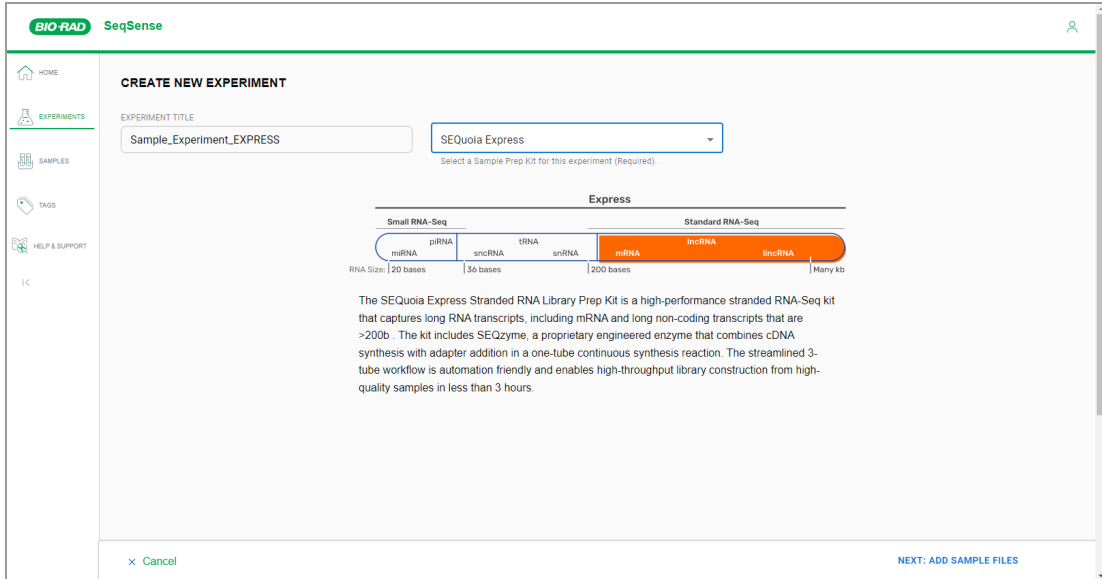 BIO-RAD SeqSense
HOME
EXPERIMENTS
SAMPLES
TAGS
HELP & SUPPORT
CREATE NEW EXPERIMENT
EXPERIMENT TITLE
Sample_Experiment_EXPRESS
SEQuoia Express
Select a Sample Prep Kit for this experiment (Required).
Express
Small RNA-Seq Standard RNA-Seq
piRNA tRNA lncRNA
miRNA sncRNA snRNA mRNA lincRNA
RNA Size: 20 bases 36 bases 200 bases Many kb
The SEQuoia Express Stranded RNA Library Prep Kit is a high-performance stranded RNA-Seq kit
that captures long RNA transcripts, including mRNA and long non-coding transcripts that are
>200b . The kit includes SEQzyme, a proprietary engineered enzyme that combines cDNA
synthesis with adapter addition in a one-tube continuous synthesis reaction. The streamlined 3-
tube workflow is automation friendly and enables high-throughput library construction from high-
quality samples in less than 3 hours.
× Cancel
NEXT: ADD SAMPLE FILES